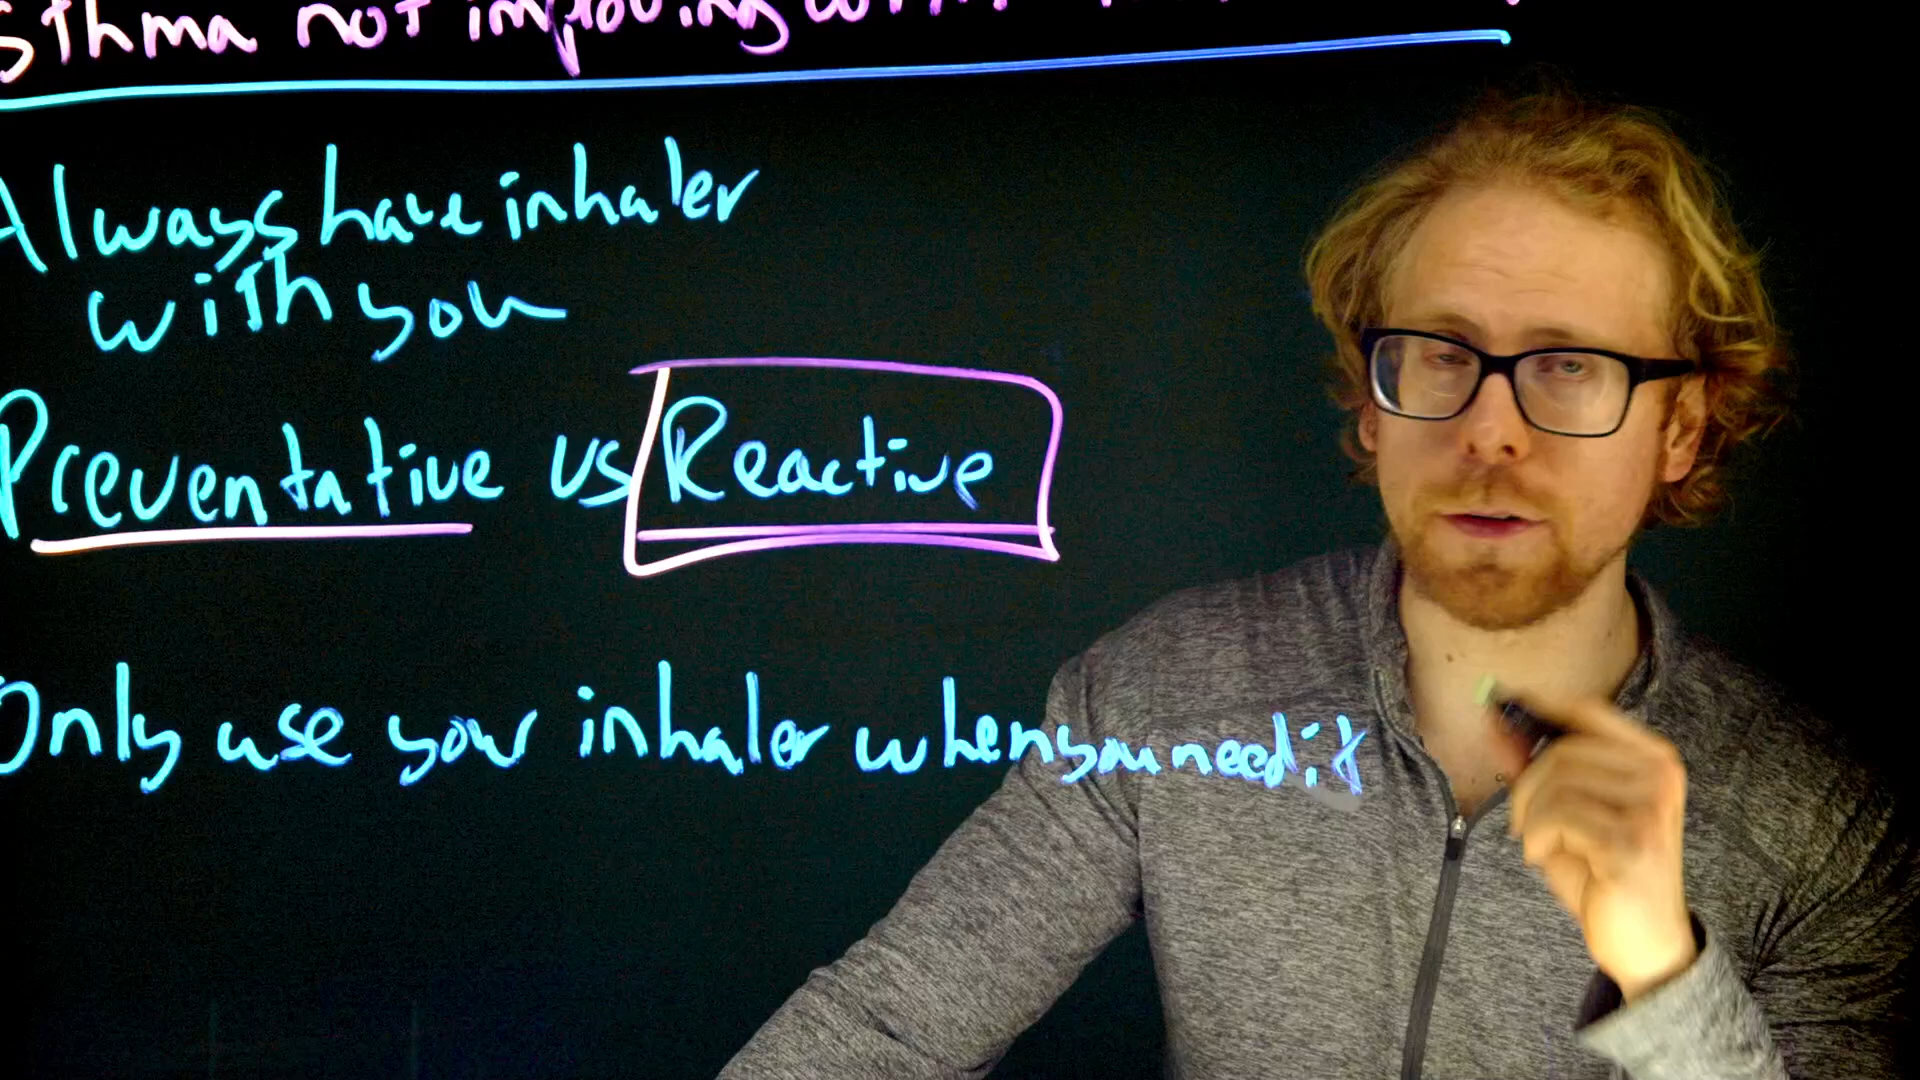 sthma not improving
Always have inhaler
with you
Preventative vs Reactive
Only use your inhaler when you need it